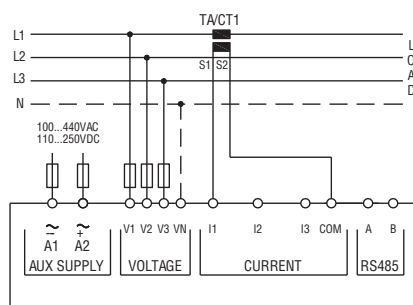 TA/CT1
L1
L2
L3
N
S1 S2
LOAD
100...440VAC
110...250VDC
V1 V2 V3 VN I1 I2 I3 COM A B
~ ~
– +
A1 A2
AUX SUPPLY VOLTAGE CURRENT RS485